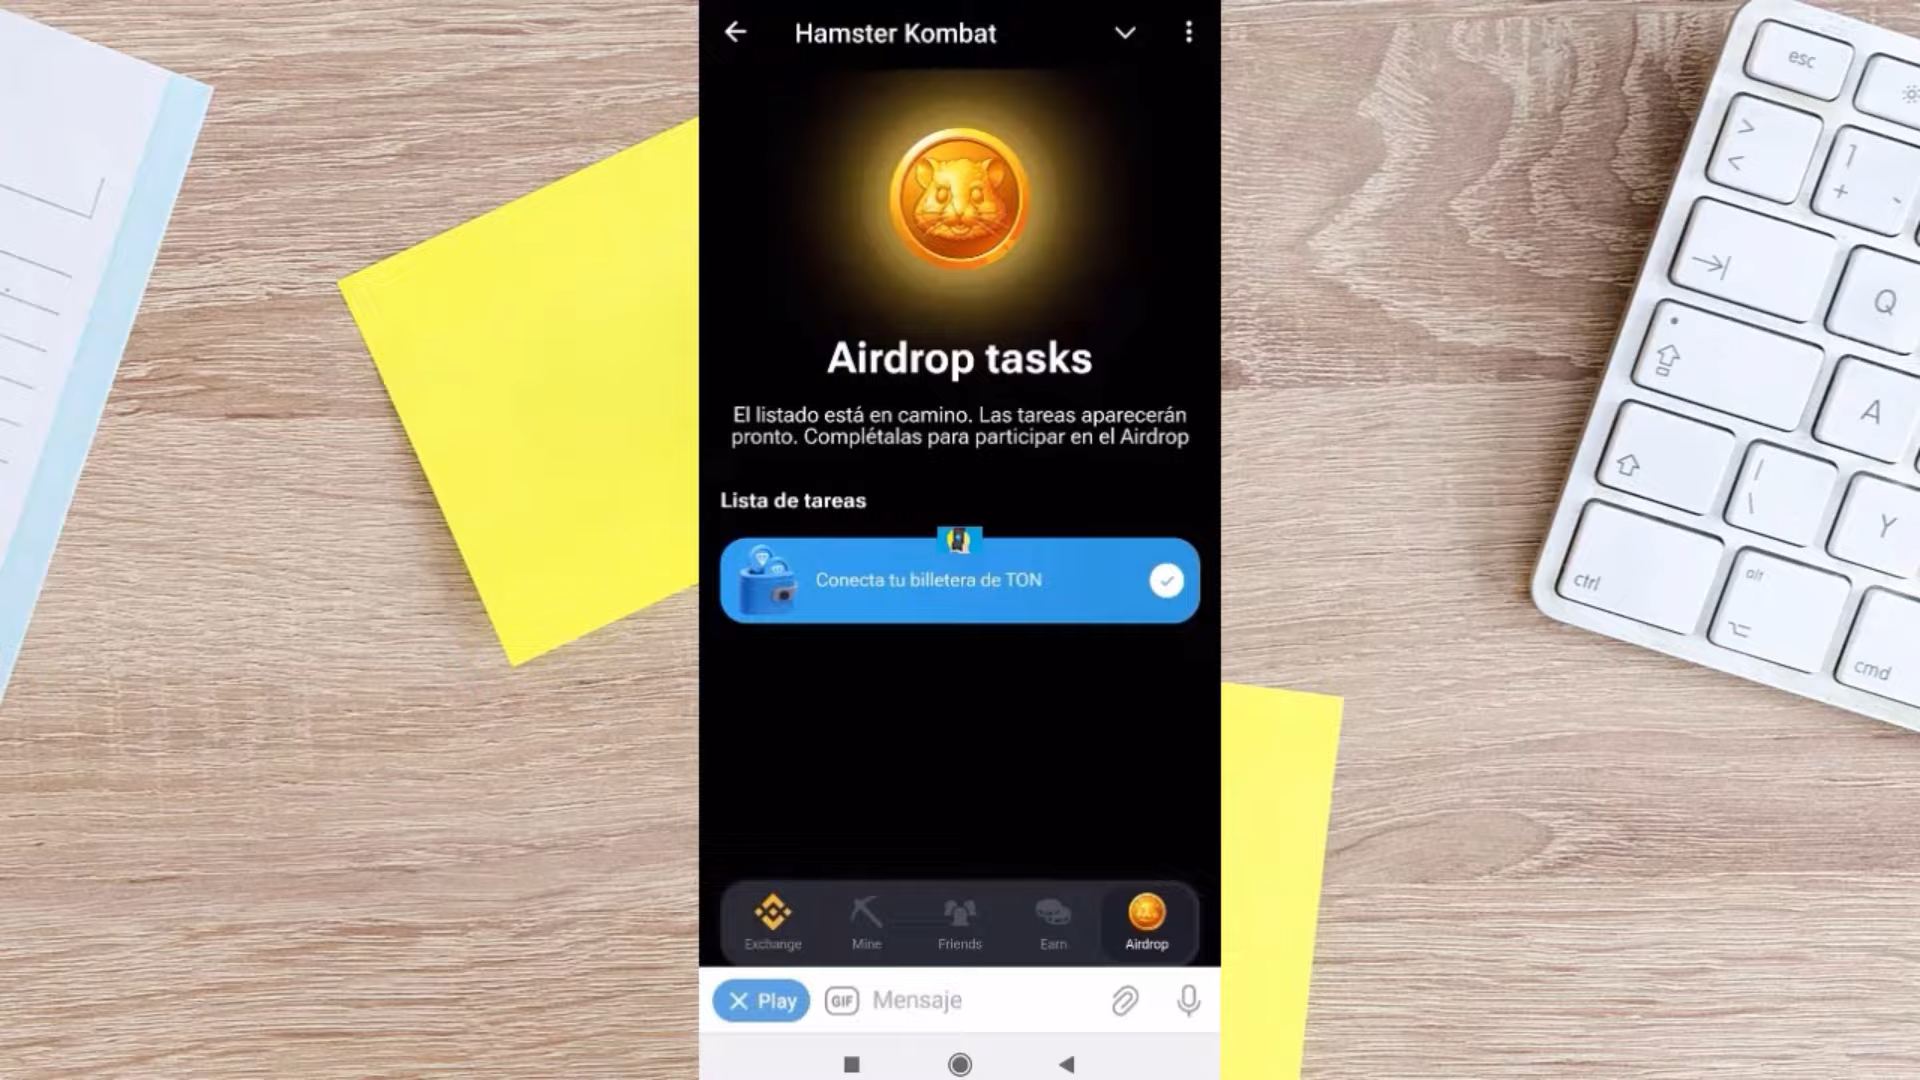 Hamster Kombat
Airdrop tasks
El listado está en camino. Las tareas aparecerán
pronto. Complétalas para participar en el Airdrop
Lista de tareas
Conecta tu billetera de TON
Exchange
Mine
Friends
Earn
Airdrop
Play
GIF
Mensaje
esc
>
<
1
+
-
Q
A
Y
ctrl
alt
cmd